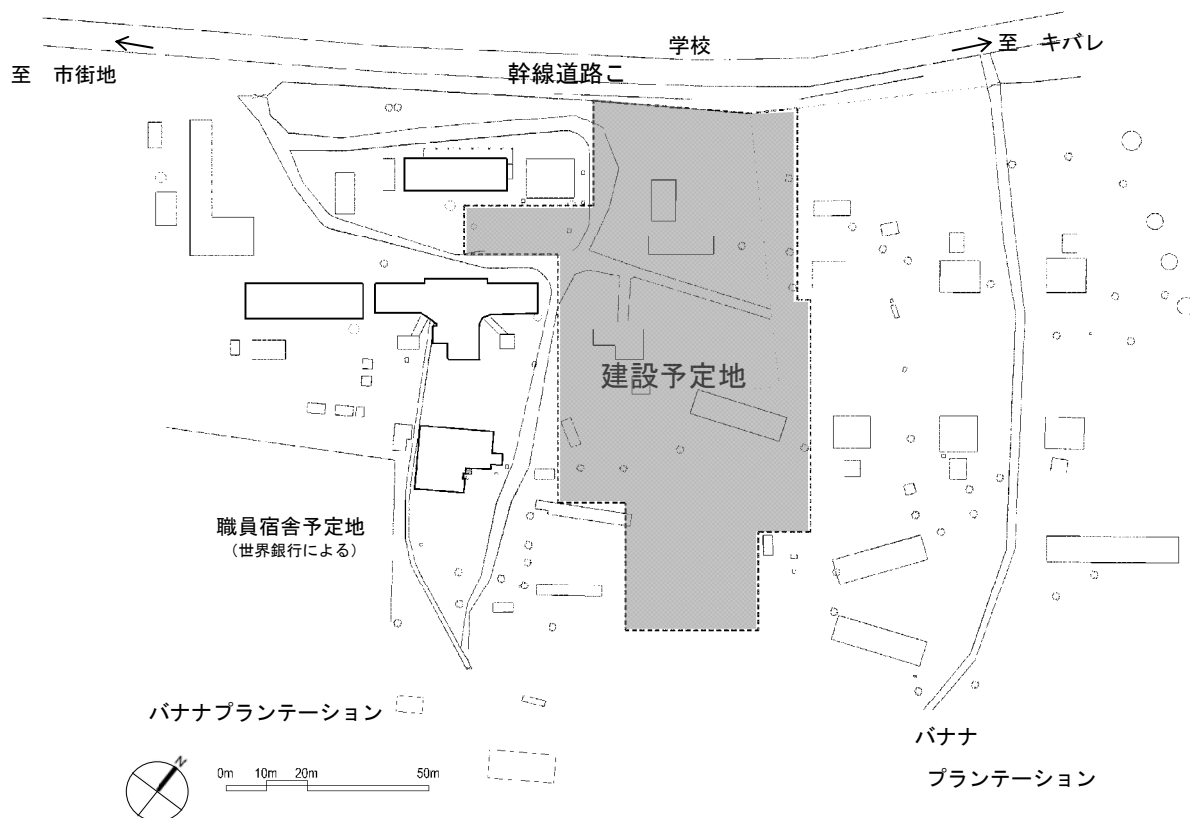 学校
至 キバレ
至 市街地
幹線道路こ
建設予定地
職員宿舎予定地
（世界銀行による）
バナナプランテーション
バナナ
プランテーション
N
0m 10m 20m 50m